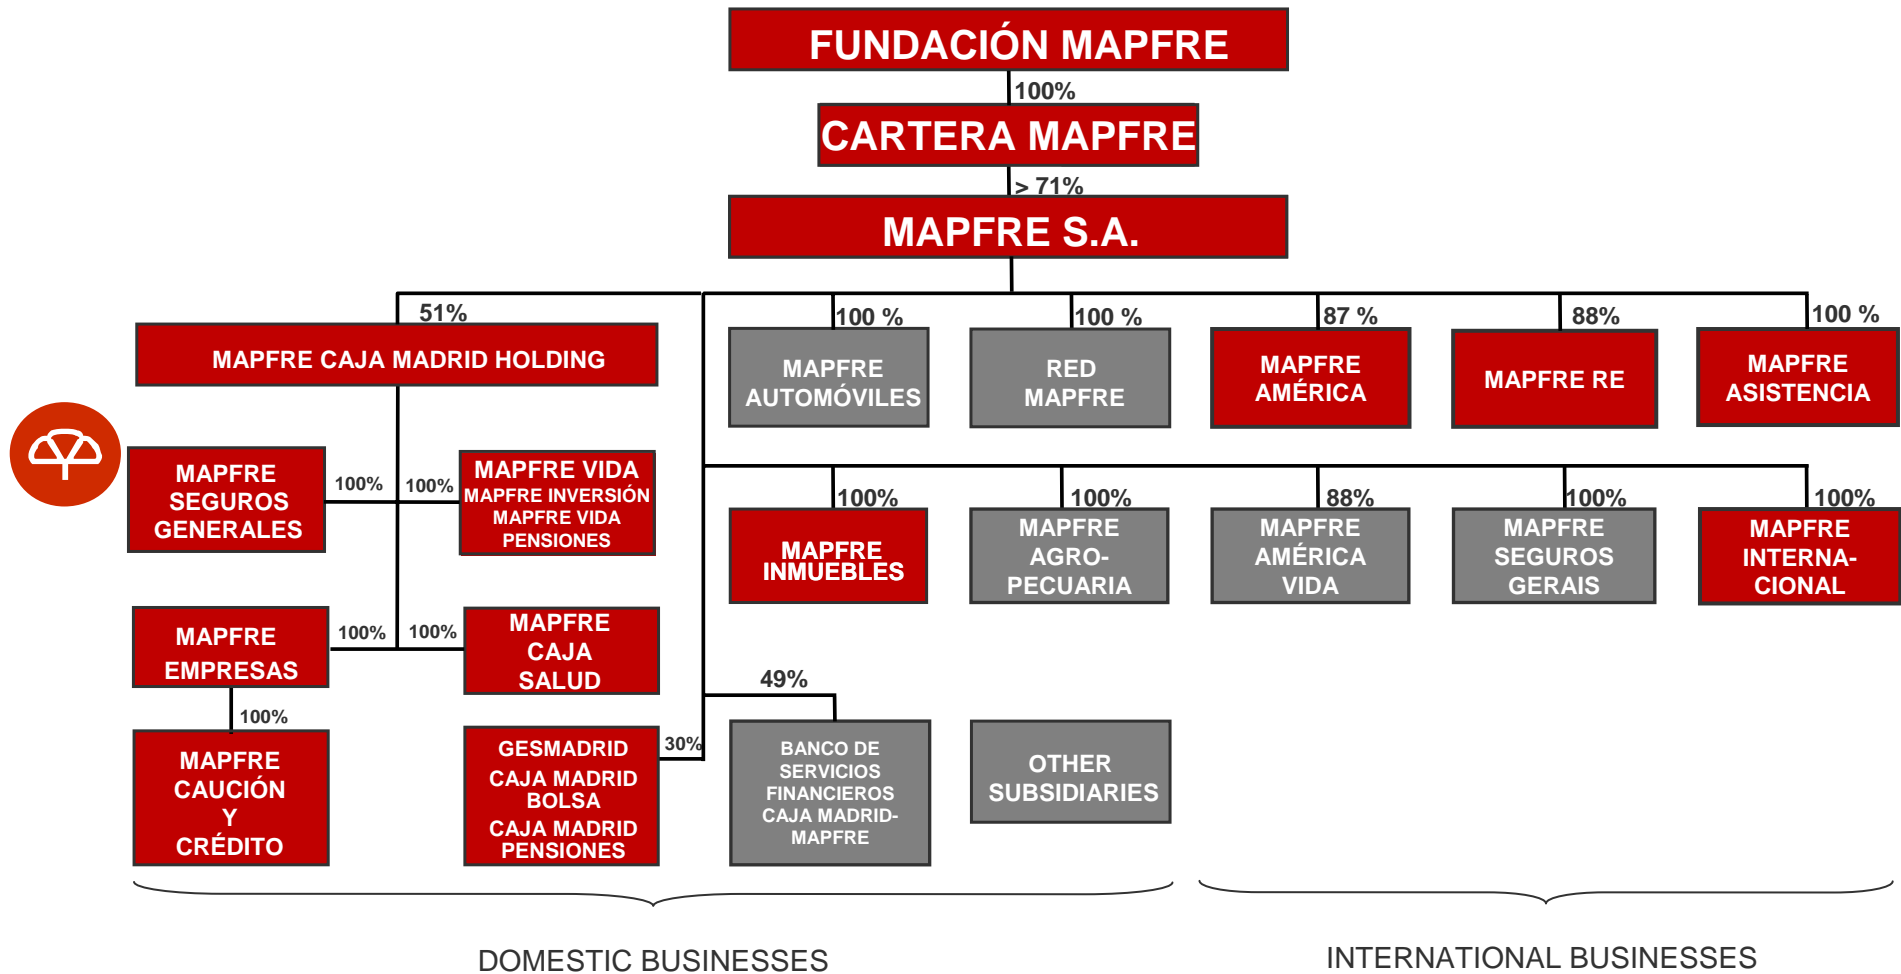 FUNDACIÓN MAPFRE
100%
CARTERA MAPFRE
> 71%
MAPFRE S.A.
51%
100 %
100 %
87 %
88%
100 %
MAPFRE CAJA MADRID HOLDING
MAPFRE
AUTOMÓVILES
RED
MAPFRE
MAPFRE
AMÉRICA
MAPFRE RE
MAPFRE
ASISTENCIA
MAPFRE
SEGUROS
GENERALES
100%
100%
MAPFRE VIDA
MAPFRE INVERSIÓN
MAPFRE VIDA
PENSIONES
100%
100%
88%
100%
100%
MAPFRE
INMUEBLES
MAPFRE
AGRO-
PECUARIA
MAPFRE
AMÉRICA
VIDA
MAPFRE
SEGUROS
GERAIS
MAPFRE
INTERNA-
CIONAL
MAPFRE
EMPRESAS
100%
100%
MAPFRE
CAJA
SALUD
100%
49%
MAPFRE
CAUCIÓN
Y
CRÉDITO
GESMADRID
CAJA MADRID
BOLSA
CAJA MADRID
PENSIONES
30%
BANCO DE
SERVICIOS
FINANCIEROS
CAJA MADRID-
MAPFRE
OTHER
SUBSIDIARIES
DOMESTIC BUSINESSES
INTERNATIONAL BUSINESSES